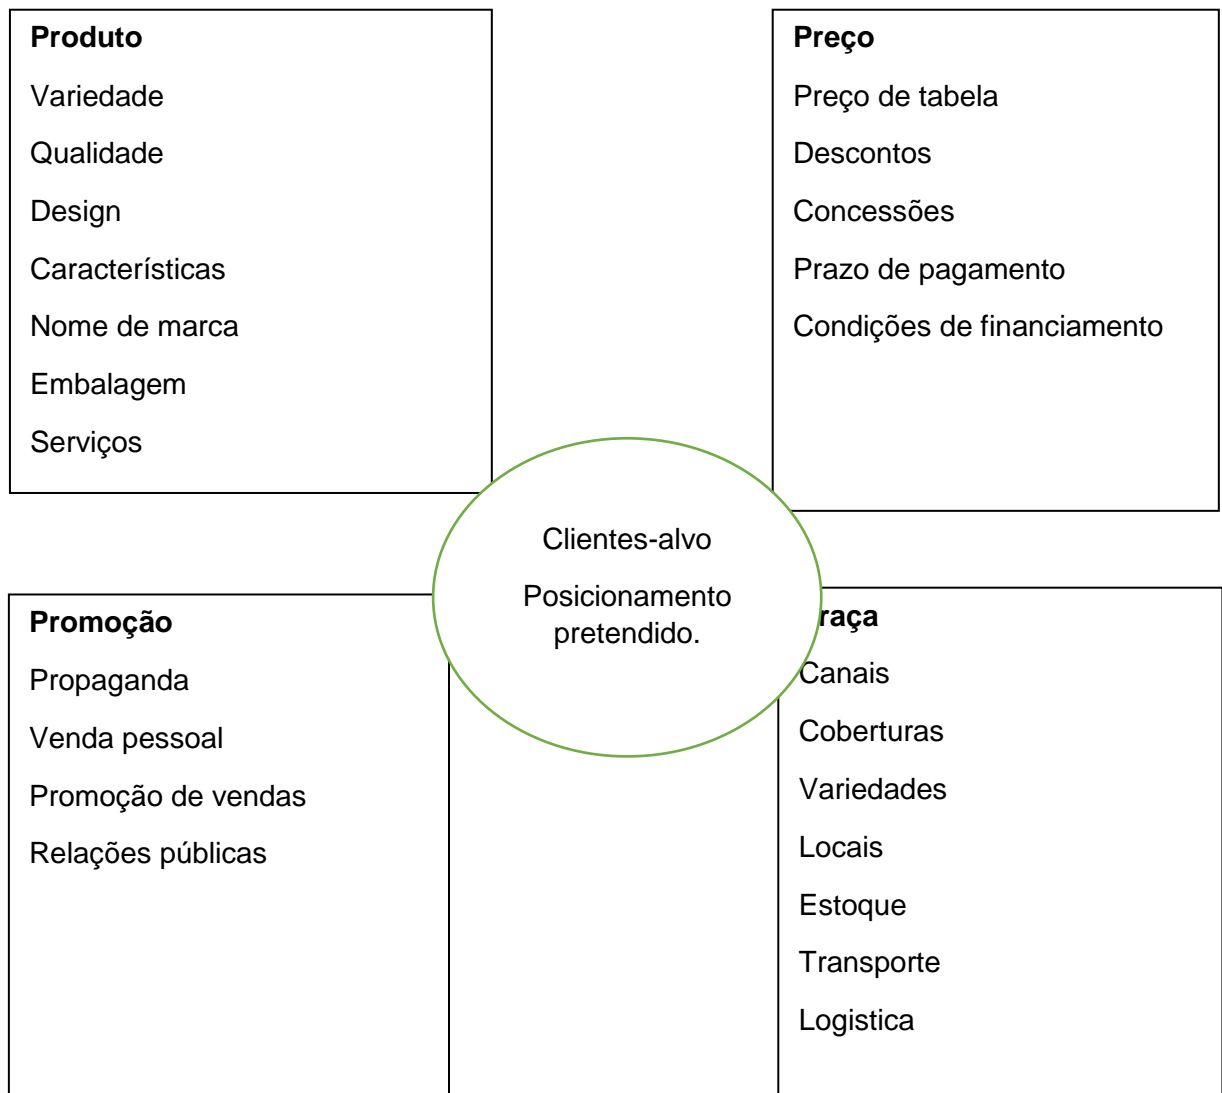 Produto
Variedade
Qualidade
Design
Características
Nome de marca
Embalagem
Serviços
Preço
Preço de tabela
Descontos
Concessões
Prazo de pagamento
Condições de financiamento
Clientes-alvo
Posicionamento
pretendido.
Promoção
Propaganda
Venda pessoal
Promoção de vendas
Relações públicas
raça
Canais
Coberturas
Variedades
Locais
Estoque
Transporte
Logistica